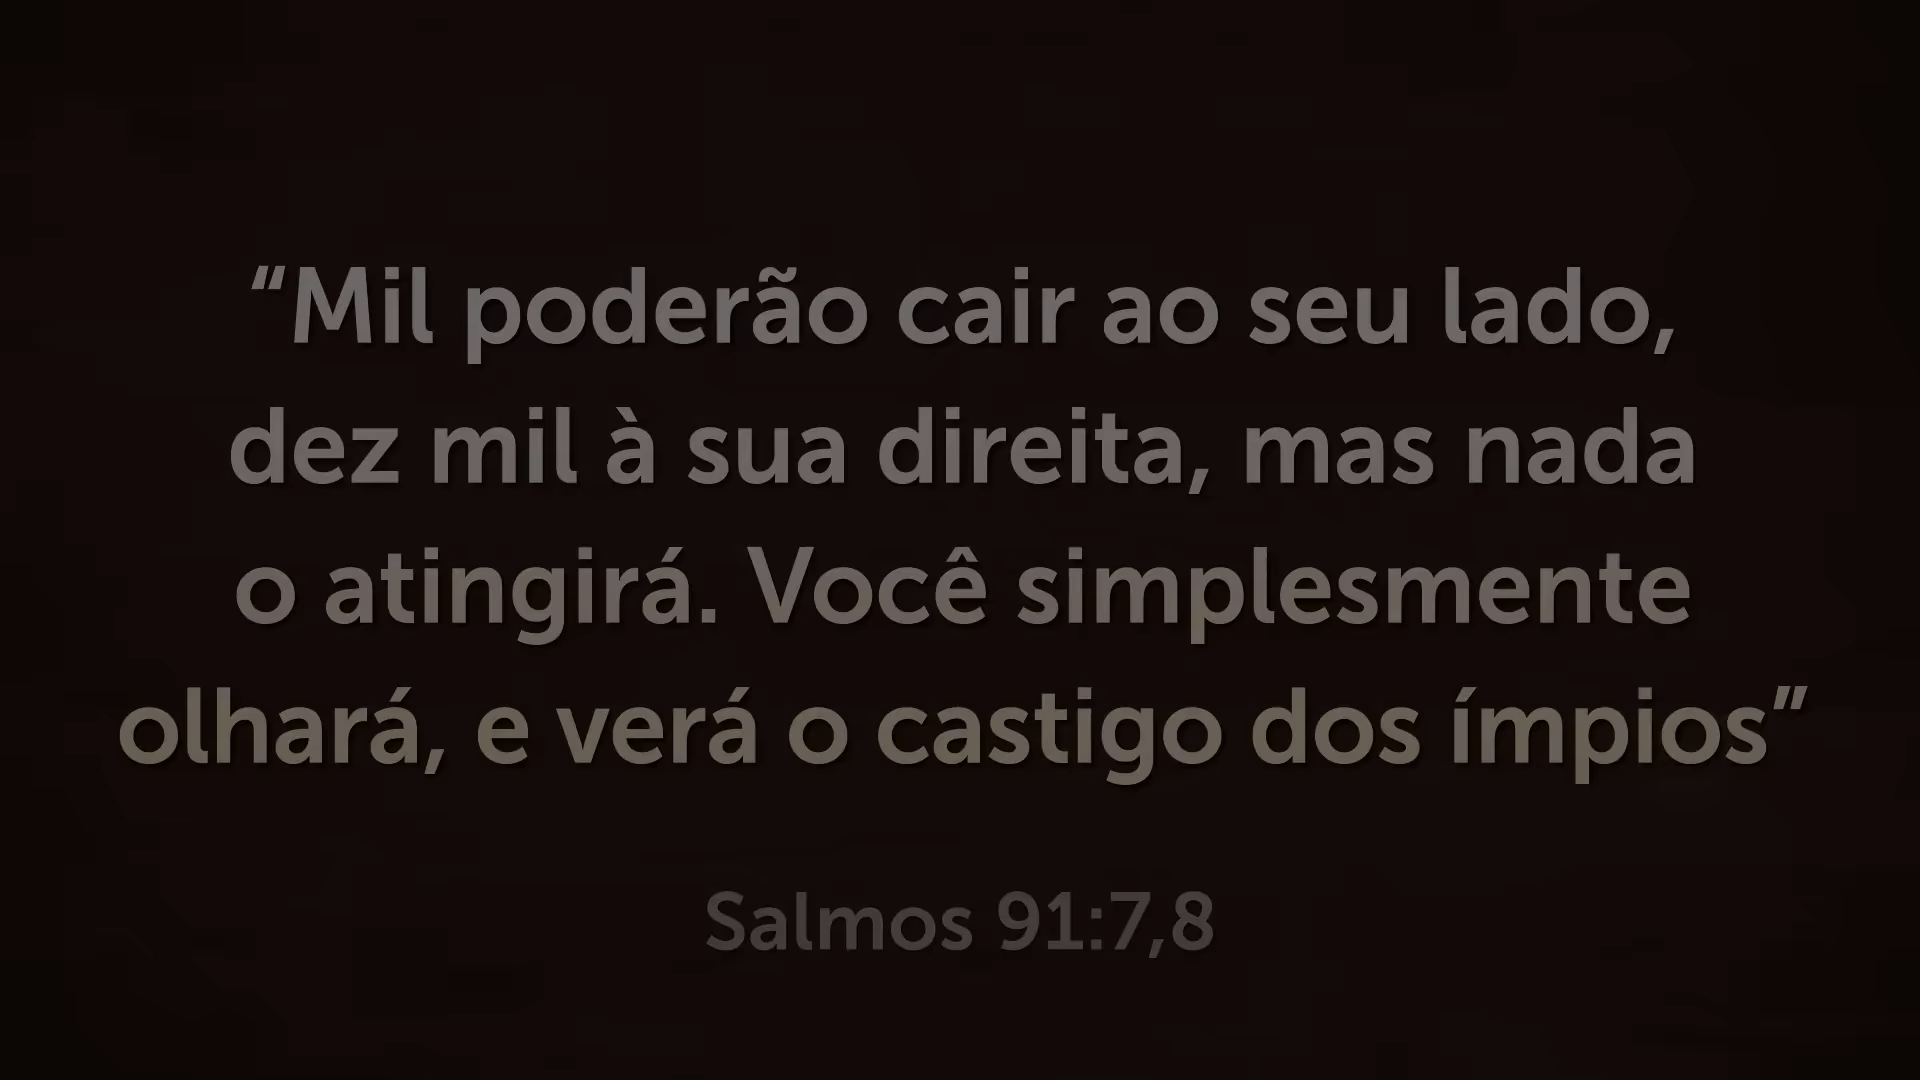 “Mil poderão cair ao seu lado,
dez mil à sua direita, mas nada
o atingirá. Você simplesmente
olhará, e verá o castigo dos ímpios”
Salmos 91:7,8